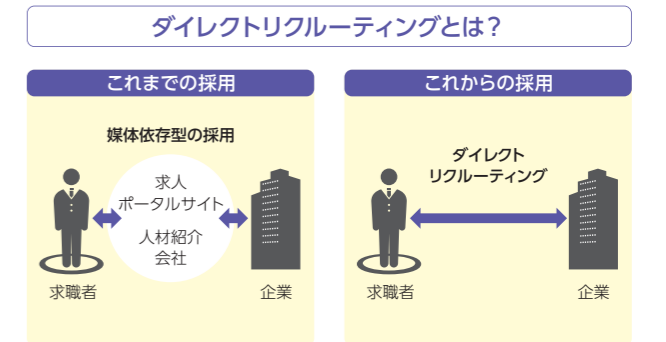 ダイレクトリクルーティングとは？
これまでの採用
媒体依存型の採用
求人
ポータルサイト
人材紹介
会社
求職者
企業
これからの採用
ダイレクト
リクルーティング
求職者
企業